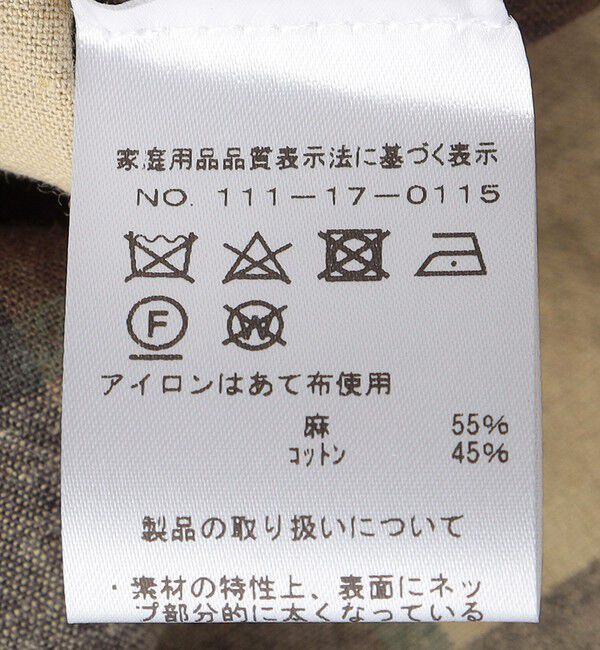 家庭用品品質表示法に基づく表示
NO. 111-17-0115
F W
アイロンはあて布使用
麻 55%
コットン 45%
製品の取り扱いについて
・素材の特性上、表面にネッ
プ部分的に太くなっている